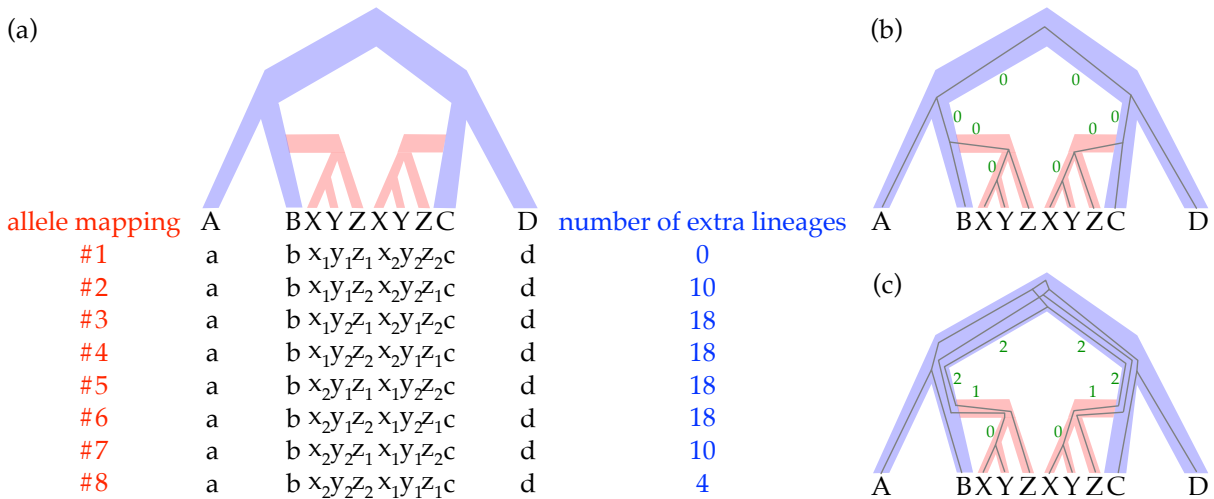 (a)
A B X Y Z X Y Z C D
allele mapping number of extra lineages
#1 a b x₁y₁z₁ x₂y₂z₂c d 0
#2 a b x₁y₁z₂ x₂y₂z₁c d 10
#3 a b x₁y₂z₁ x₂y₁z₂c d 18
#4 a b x₁y₂z₂ x₂y₁z₁c d 18
#5 a b x₂y₁z₁ x₁y₂z₂c d 18
#6 a b x₂y₁z₂ x₁y₂z₁c d 18
#7 a b x₂y₂z₁ x₁y₁z₂c d 10
#8 a b x₂y₂z₂ x₁y₁z₁c d 4
(b)
0 0
0 0
0 0
0 0
A B X Y Z X Y Z C D
(c)
2 2
2 2
1 1
0 0
A B X Y Z X Y Z C D